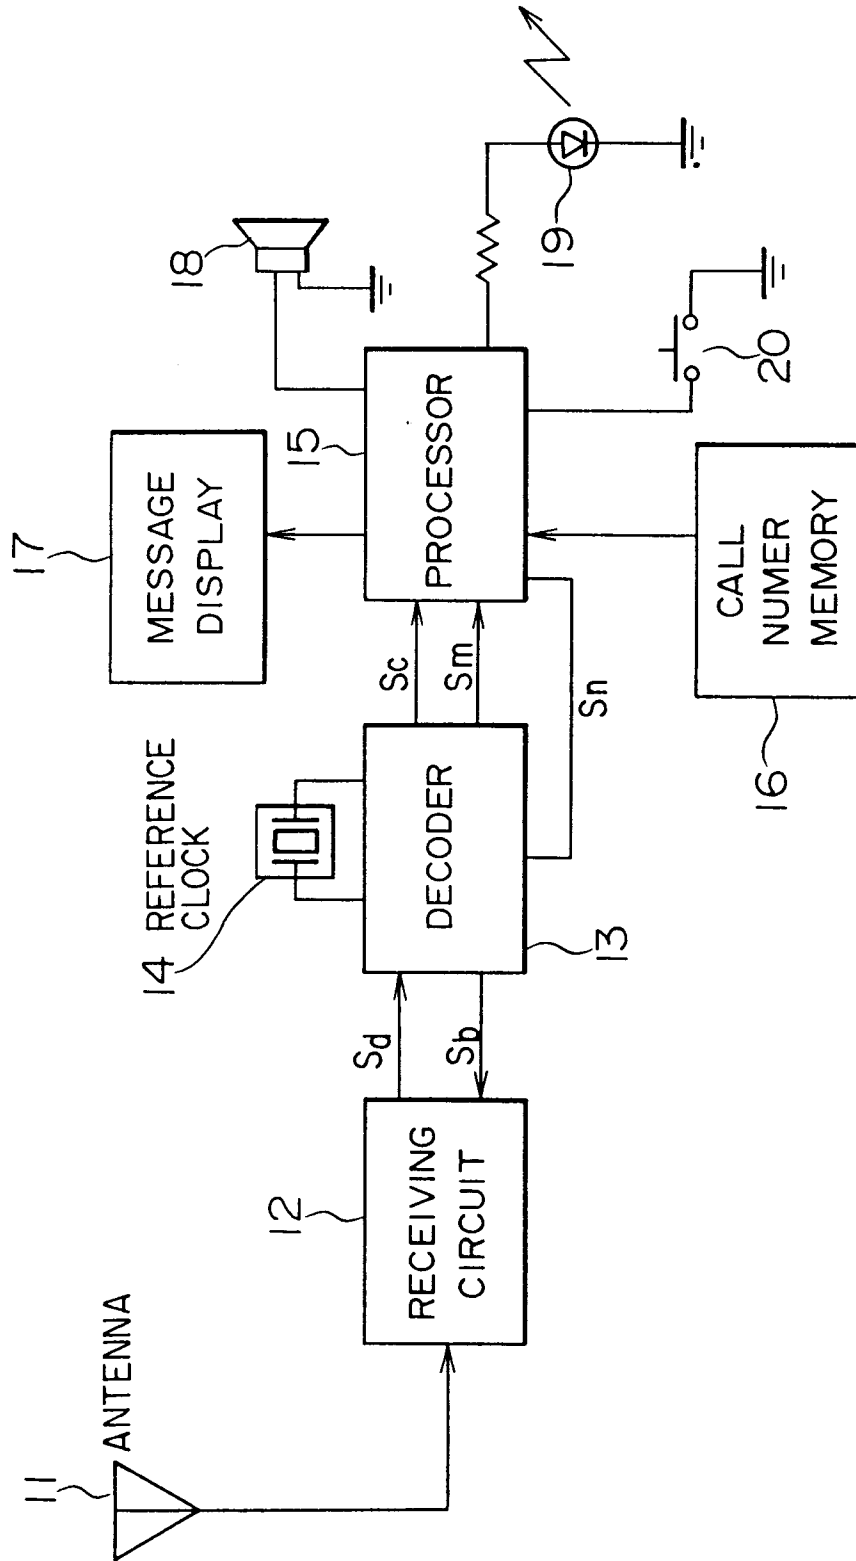 11
ANTENNA
12
RECEIVING
CIRCUIT
Sd
Sb
14 REFERENCE
CLOCK
DECODER
13
Sc
Sm
Sn
17
MESSAGE
DISPLAY
15
PROCESSOR
16
CALL
NUMER
MEMORY
18
19
20